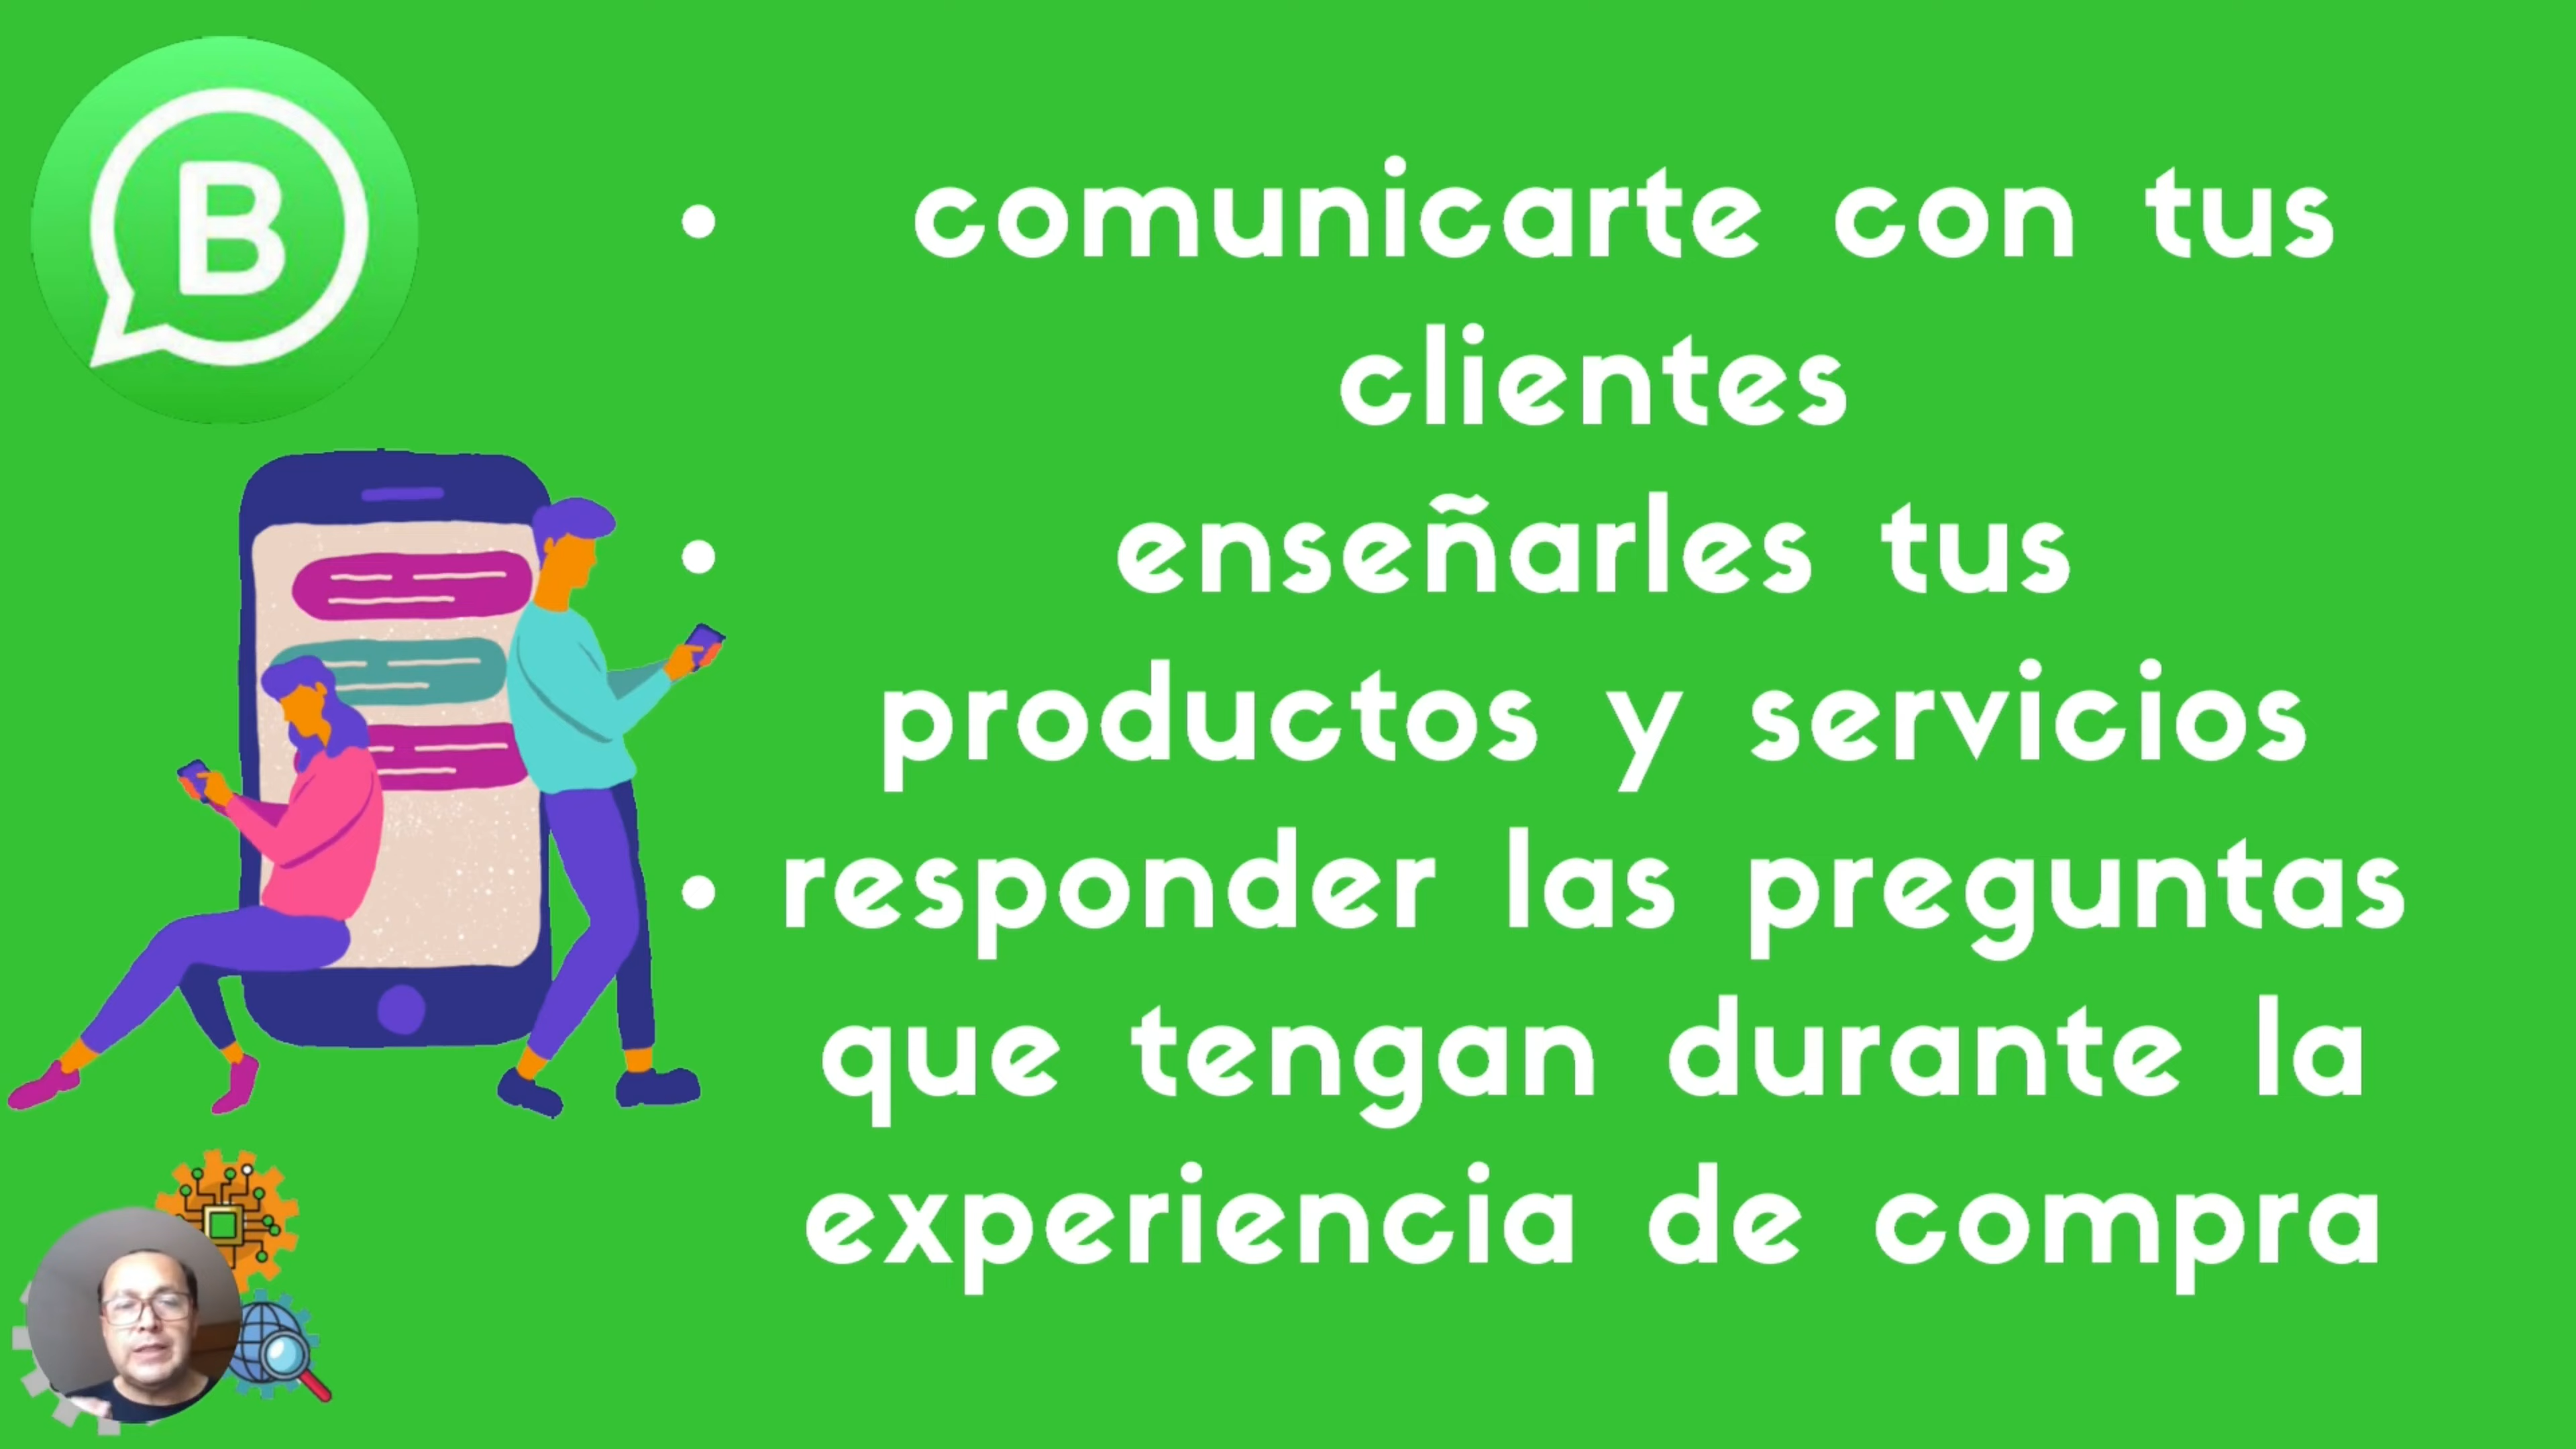 B
• comunicarte con tus
clientes
• enseñarles tus
productos y servicios
• responder las preguntas
que tengan durante la
experiencia de compra